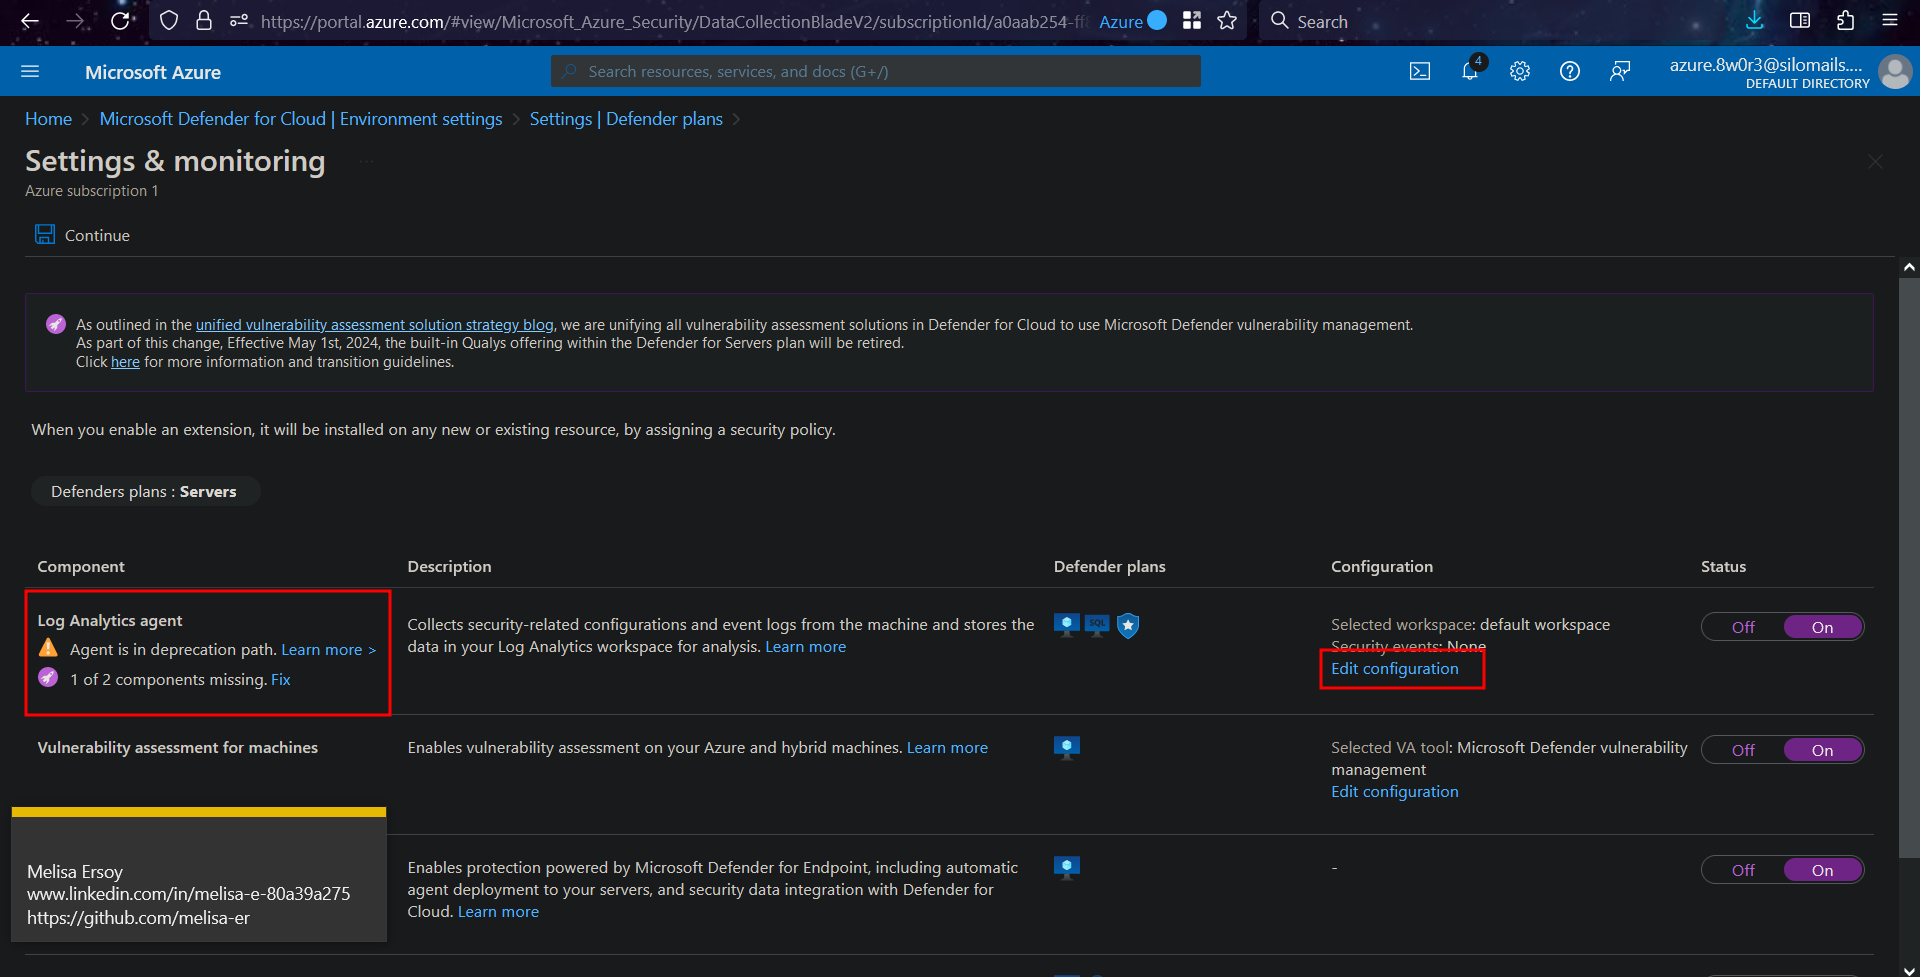 https://portal.azure.com/#view/Microsoft_Azure_Security/DataCollectionBladeV2/subscriptionId/a0aab254-ff
Azure
Search
Microsoft Azure
Search resources, services, and docs (G+/)
4
azure.8w0r3@silomails....
DEFAULT DIRECTORY
Home > Microsoft Defender for Cloud | Environment settings > Settings | Defender plans >
Settings & monitoring ...
Azure subscription 1
Continue
As outlined in the unified vulnerability assessment solution strategy blog, we are unifying all vulnerability assessment solutions in Defender for Cloud to use Microsoft Defender vulnerability management.
As part of this change, Effective May 1st, 2024, the built-in Qualys offering within the Defender for Servers plan will be retired.
Click here for more information and transition guidelines.
When you enable an extension, it will be installed on any new or existing resource, by assigning a security policy.
Defenders plans : Servers
Component
Description
Defender plans
Configuration
Status
Log Analytics agent
Agent is in deprecation path. Learn more >
1 of 2 components missing. Fix
Collects security-related configurations and event logs from the machine and stores the
data in your Log Analytics workspace for analysis. Learn more
SQL
Selected workspace: default workspace
Security events: None
Edit configuration
Off On
Vulnerability assessment for machines
Enables vulnerability assessment on your Azure and hybrid machines. Learn more
Selected VA tool: Microsoft Defender vulnerability
management
Edit configuration
Off On
Melisa Ersoy
www.linkedin.com/in/melisa-e-80a39a275
https://github.com/melisa-er
Enables protection powered by Microsoft Defender for Endpoint, including automatic
agent deployment to your servers, and security data integration with Defender for
Cloud. Learn more
-
Off On